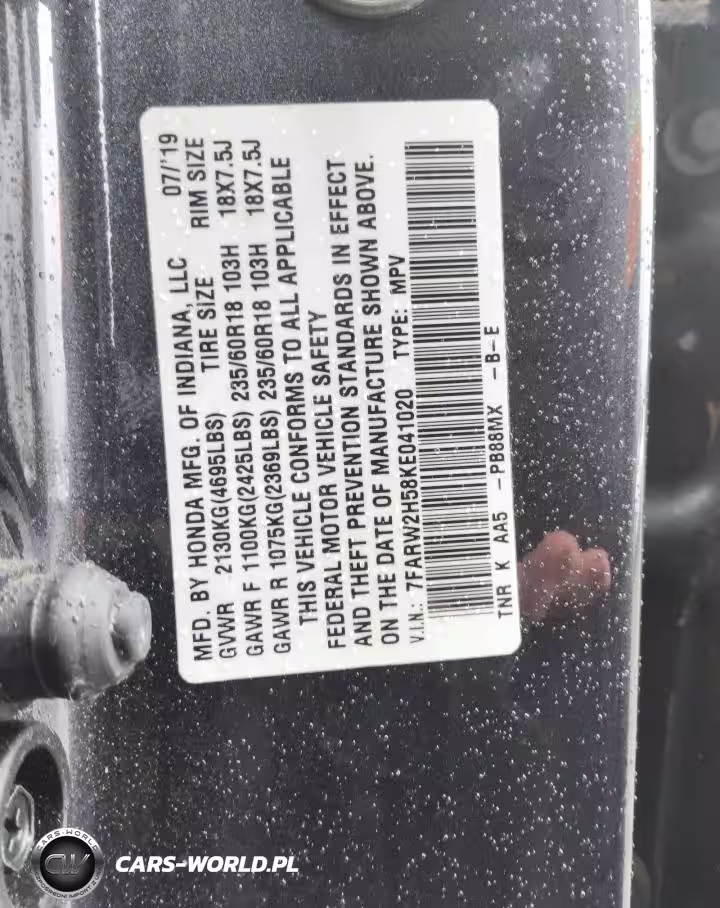 MFD. BY HONDA MFG. OF INDIANA, LLC 07/'19
TIRE SIZE RIM SIZE
GVWR 2130KG(4695LBS)
GAWR F 1100KG(2425LBS) 235/60R18 103H 18X7.5J
GAWR R 1075KG(2369LBS) 235/60R18 103H 18X7.5J
THIS VEHICLE CONFORMS TO ALL APPLICABLE
FEDERAL MOTOR VEHICLE SAFETY
AND THEFT PREVENTION STANDARDS IN EFFECT
ON THE DATE OF MANUFACTURE SHOWN ABOVE.
V.I.N.: 7FARW2H58KE041020 TYPE: MPV
TNR K AA5 -PB88MX -B-E
CARS-WORLD
CW
CARS-WORLD.PL